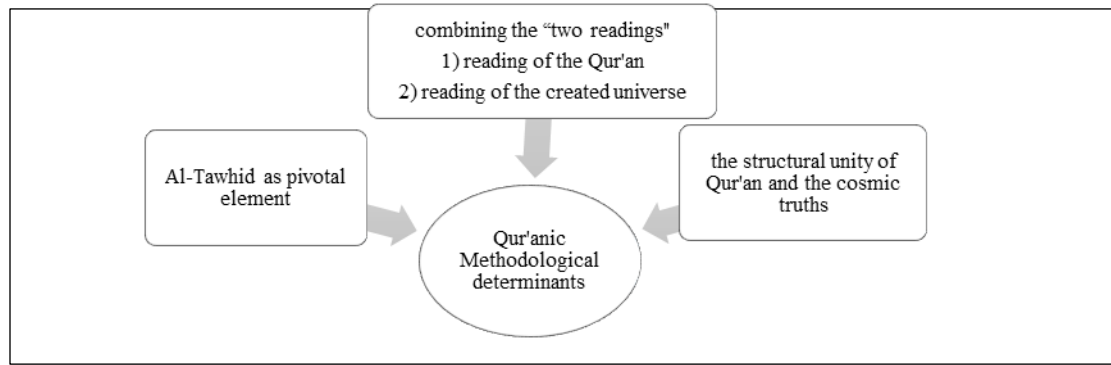 combining the “two readings"
1) reading of the Qur'an
2) reading of the created universe
Al-Tawhid as pivotal
element
the structural unity of
Qur'an and the cosmic
truths
Qur'anic
Methodological
determinants